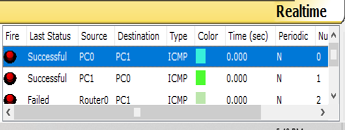 Realtime
Fire Last Status Source Destination Type Color Time (sec) Periodic Nu
Successful PC0 PC1 ICMP 0.000 N 0
Successful PC1 PC0 ICMP 0.000 N 1
Failed Router0 PC1 ICMP 0.000 N 2